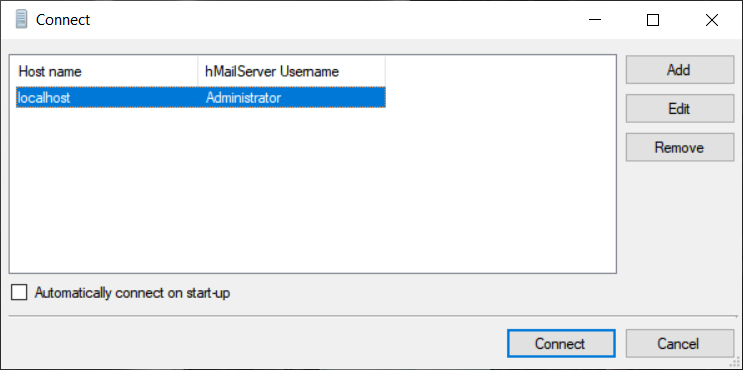 Connect
Host name hMailServer Username
localhost Administrator
Add
Edit
Remove
Automatically connect on start-up
Connect Cancel